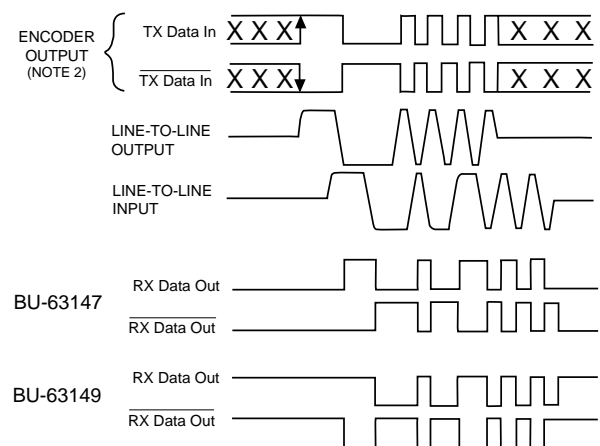 TX Data In
X X X
X X X
ENCODER
OUTPUT
(NOTE 2)
TX Data In
X X X
X X X
LINE-TO-LINE
OUTPUT
LINE-TO-LINE
INPUT
RX Data Out
BU-63147
RX Data Out
RX Data Out
BU-63149
RX Data Out